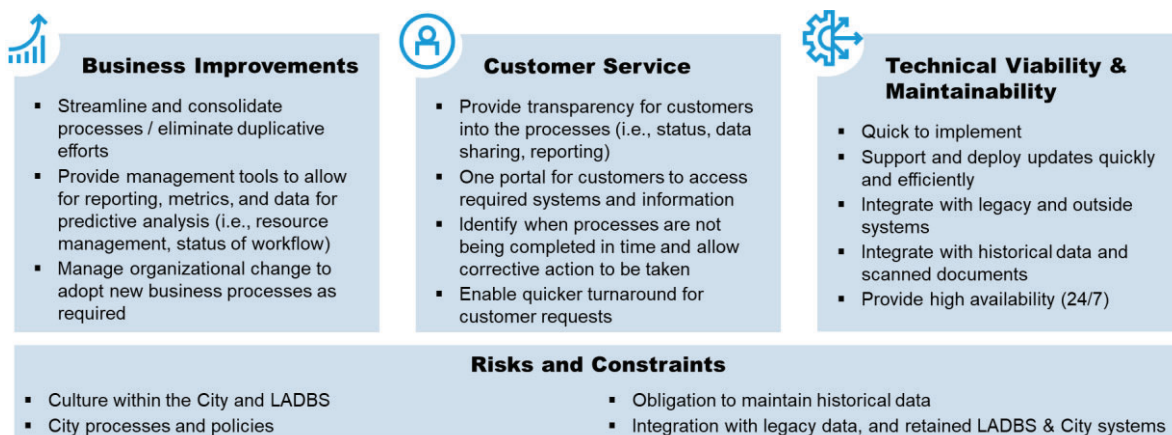 Business Improvements
▪ Streamline and consolidate
processes / eliminate duplicative
efforts
▪ Provide management tools to allow
for reporting, metrics, and data for
predictive analysis (i.e., resource
management, status of workflow)
▪ Manage organizational change to
adopt new business processes as
required
Customer Service
▪ Provide transparency for customers
into the processes (i.e., status, data
sharing, reporting)
▪ One portal for customers to access
required systems and information
▪ Identify when processes are not
being completed in time and allow
corrective action to be taken
▪ Enable quicker turnaround for
customer requests
Technical Viability &
Maintainability
▪ Quick to implement
▪ Support and deploy updates quickly
and efficiently
▪ Integrate with legacy and outside
systems
▪ Integrate with historical data and
scanned documents
▪ Provide high availability (24/7)
Risks and Constraints
▪ Culture within the City and LADBS
▪ City processes and policies
▪ Obligation to maintain historical data
▪ Integration with legacy data, and retained LADBS & City systems